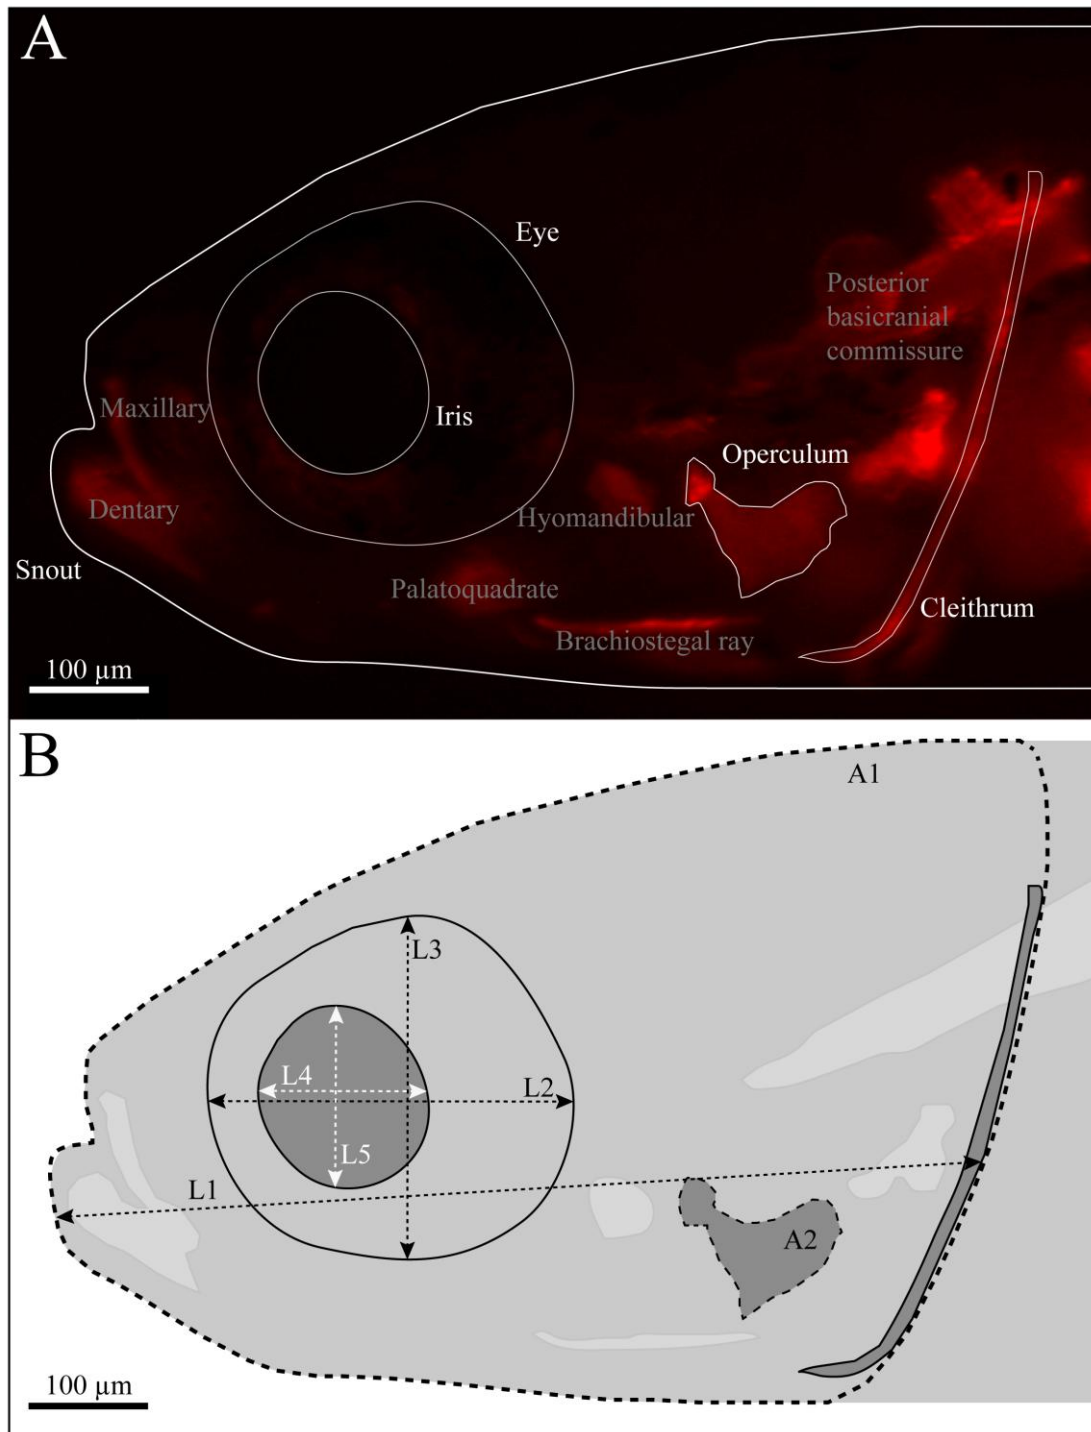 A
Eye
Posterior
basicranial
commissure
Maxillary
Iris
Operculum
Dentary
Hyomandibular
Snout
Palatoquadrate
Cleithrum
Brachiostegal ray
100 µm
B
A1
L3
L4
L2
L5
L1
A2
100 µm